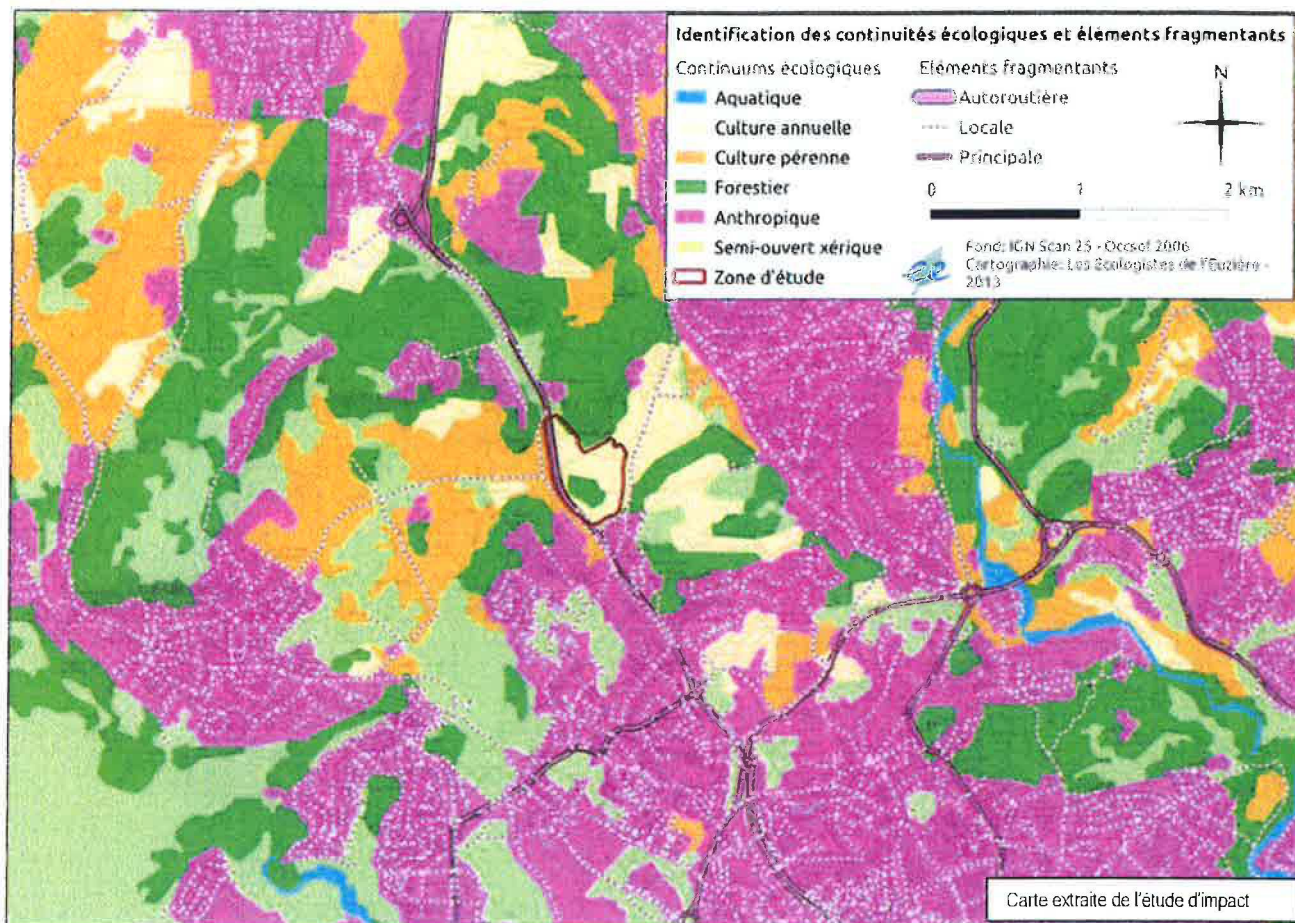 Identification des continuités écologiques et éléments fragmentants
Continuums écologiques
Aquatique
Culture annuelle
Culture pérenne
Forestier
Anthropique
Semi-ouvert xérique
Zone d'étude
Eléments fragmentants
Autoroutière
Locale
Principale
N
0 1 2 km
Fond: IGN Scan 25 - Occsol 2006
Cartographie: Les Ecologistes de l'Euzière -
2013
Carte extraite de l'étude d'impact